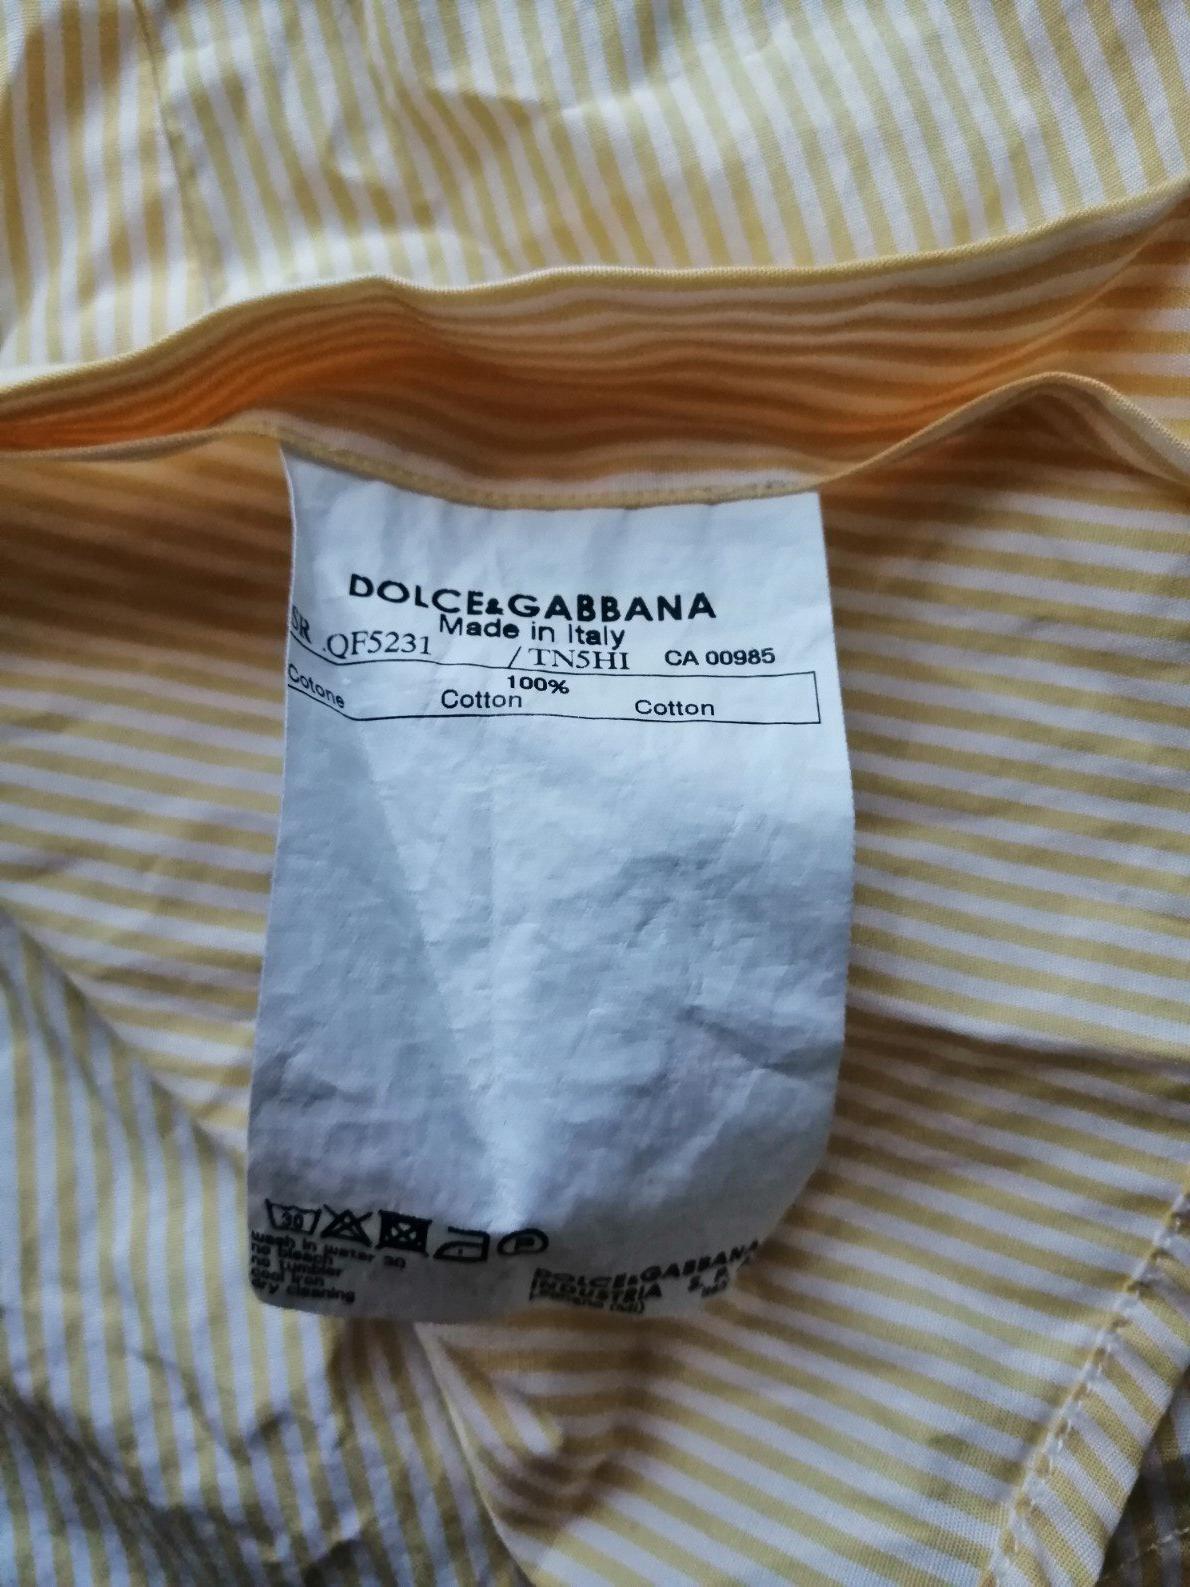 DOLCE&GABBANA
Made in Italy
SR QF5231 / TN5HI CA 00985
100%
Cotone Cotton Cotton
30 P
wash in water 30
no bleach
no tumbler
cool iron
dry cleaning
DOLCE&GABBANA
INDUSTRIA S.P.A.